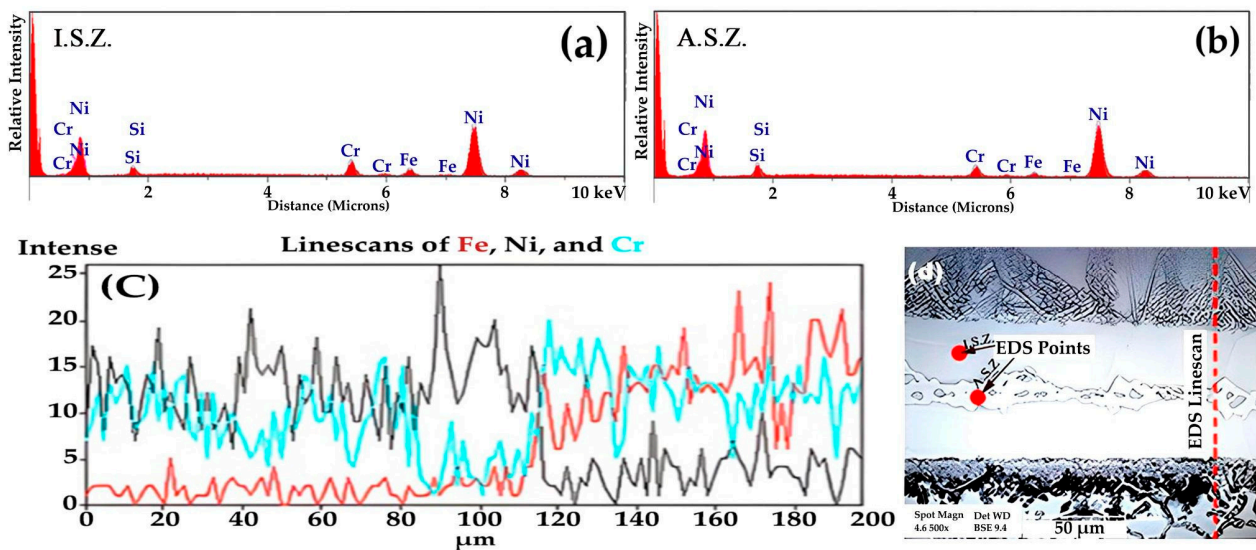 I.S.Z.
(a)
Relative Intensity
Ni
Cr
Si
Ni
Cr
Ni
Si
Cr
Cr
Fe
Fe
Ni
2
4
6
8
10 keV
Distance (Microns)
A.S.Z.
(b)
Relative Intensity
Ni
Cr
Si
Ni
Cr
Ni
Si
Cr
Cr
Fe
Fe
Ni
2
4
6
8
10 keV
Distance (Microns)
Intense
Linescans of Fe, Ni, and Cr
(C)
25
20
15
10
5
0
0
20
40
60
80
100
120
140
160
180
200
μm
μm
(d)
I.S.Z.
EDS Points
A.S.Z.
EDS Linescan
Spot Magn Det WD
4.6 500x BSE 9.4
50 μm